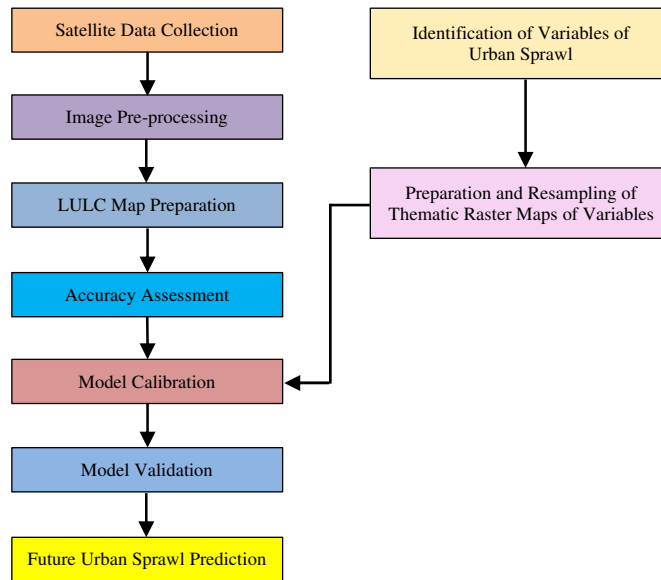 Satellite Data Collection
Image Pre-processing
LULC Map Preparation
Accuracy Assessment
Model Calibration
Model Validation
Future Urban Sprawl Prediction
Identification of Variables of
Urban Sprawl
Preparation and Resampling of
Thematic Raster Maps of Variables